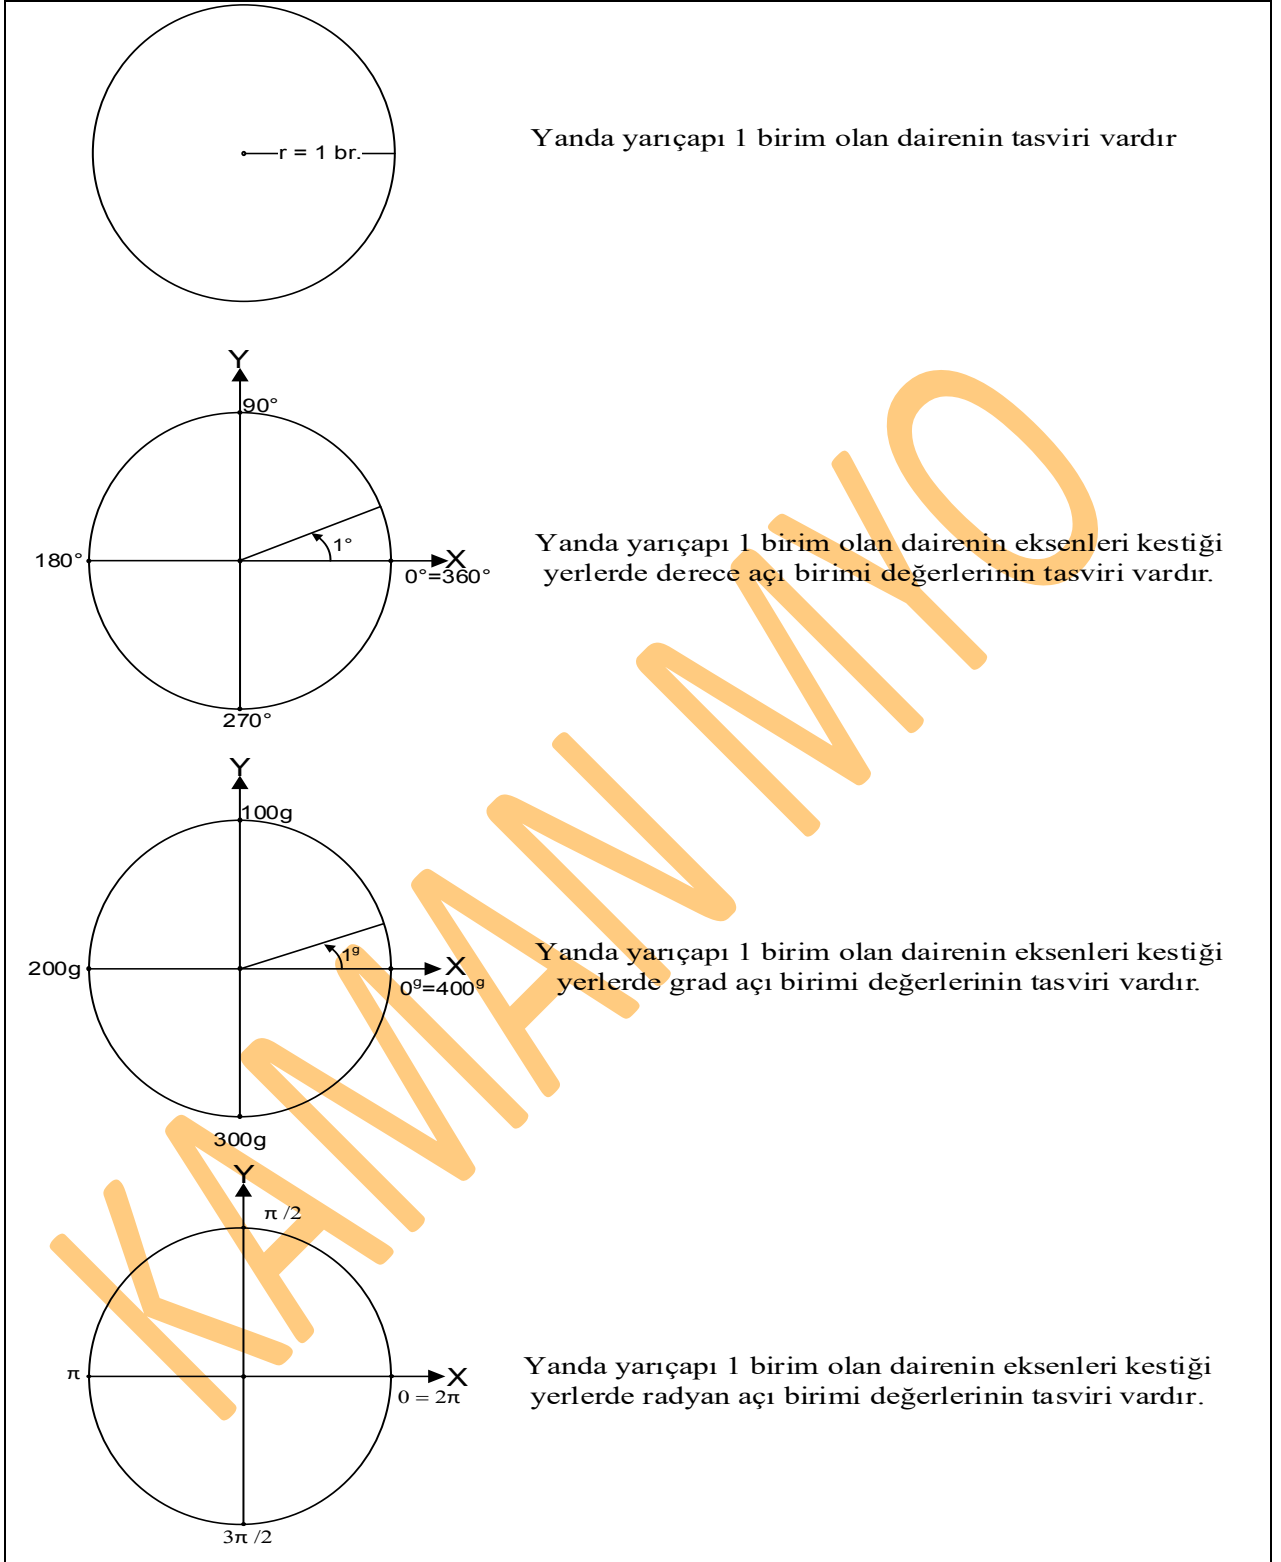 r = 1 br.
Yanda yarıçapı 1 birim olan dairenin tasviri vardır
Y
90°
1°
180°
X
0°=360°
270°
Yanda yarıçapı 1 birim olan dairenin eksenleri kestiği
yerlerde derece açı birimi değerlerinin tasviri vardır.
Y
100g
1ᵍ
200g
X
0ᵍ=400ᵍ
300g
Yanda yarıçapı 1 birim olan dairenin eksenleri kestiği
yerlerde grad açı birimi değerlerinin tasviri vardır.
Y
π /2
π
X
0 = 2π
3π /2
Yanda yarıçapı 1 birim olan dairenin eksenleri kestiği
yerlerde radyan açı birimi değerlerinin tasviri vardır.
KAMAN MYO